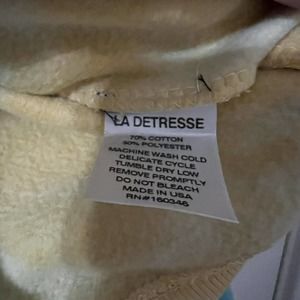 LA DETRESSE
70% COTTON
30% POLYESTER
MACHINE WASH COLD
DELICATE CYCLE
TUMBLE DRY LOW
REMOVE PROMPTLY
DO NOT BLEACH
MADE IN USA
RN#160346